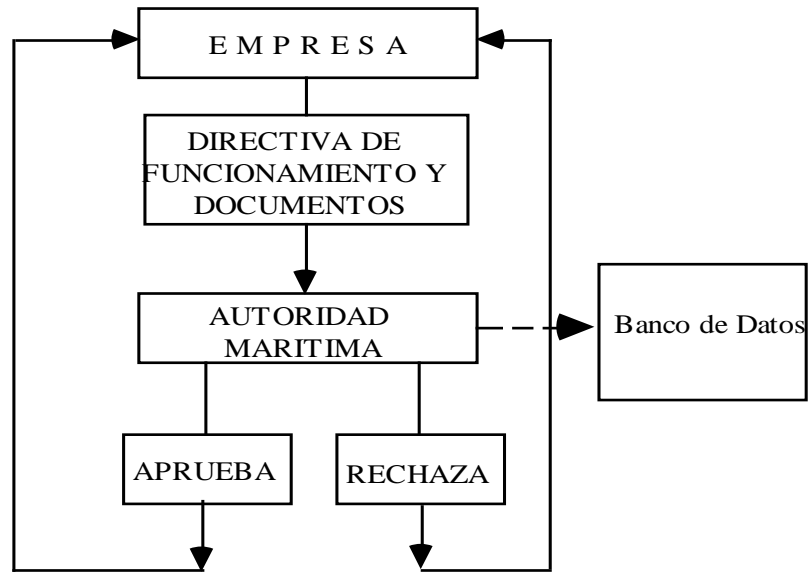 E M P R E S A
DIRECTIVA DE
FUNCIONAMIENTO Y
DOCUMENTOS
AUTORIDAD
MARITIMA
Banco de Datos
APRUEBA
RECHAZA